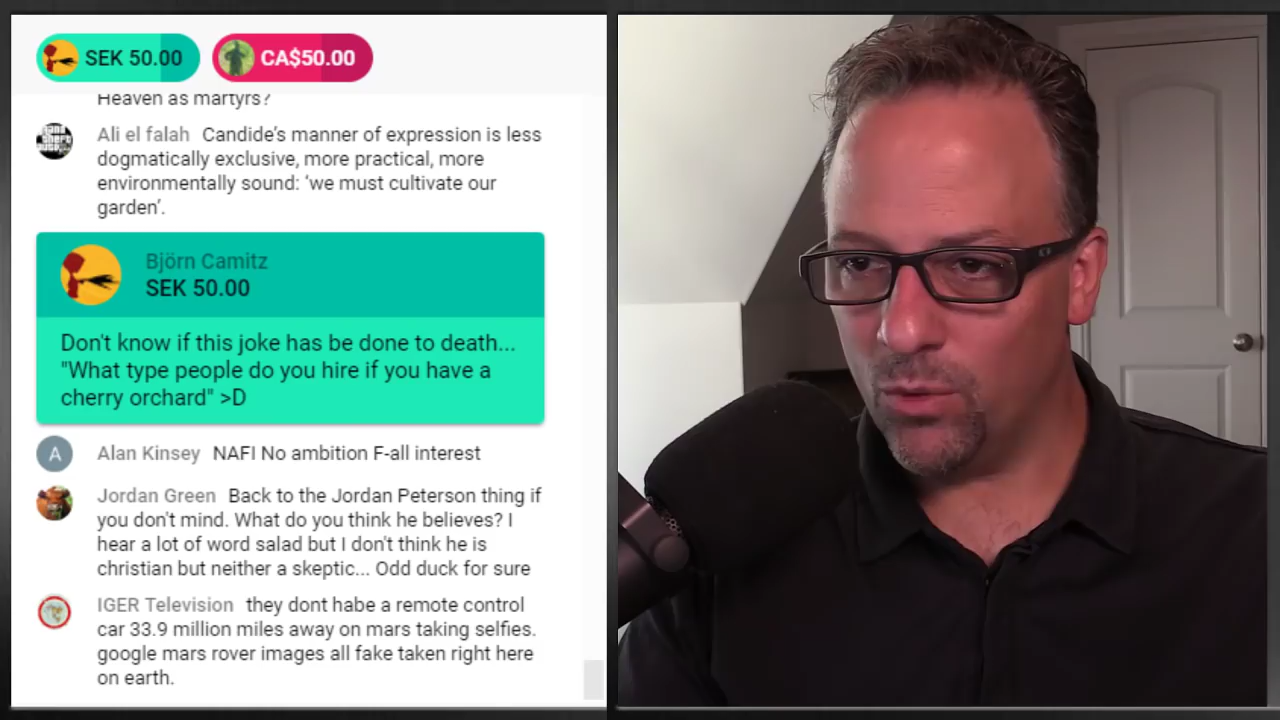 SEK 50.00 CA$50.00
Heaven as martyrs?
Ali el falah Candide's manner of expression is less
dogmatically exclusive, more practical, more
environmentally sound: ‘we must cultivate our
garden’.
Björn Camitz
SEK 50.00
Don't know if this joke has be done to death...
"What type people do you hire if you have a
cherry orchard" >D
A
Alan Kinsey NAFI No ambition F-all interest
Jordan Green Back to the Jordan Peterson thing if
you don't mind. What do you think he believes? I
hear a lot of word salad but I don't think he is
christian but neither a skeptic... Odd duck for sure
IGER Television they dont habe a remote control
car 33.9 million miles away on mars taking selfies.
google mars rover images all fake taken right here
on earth.